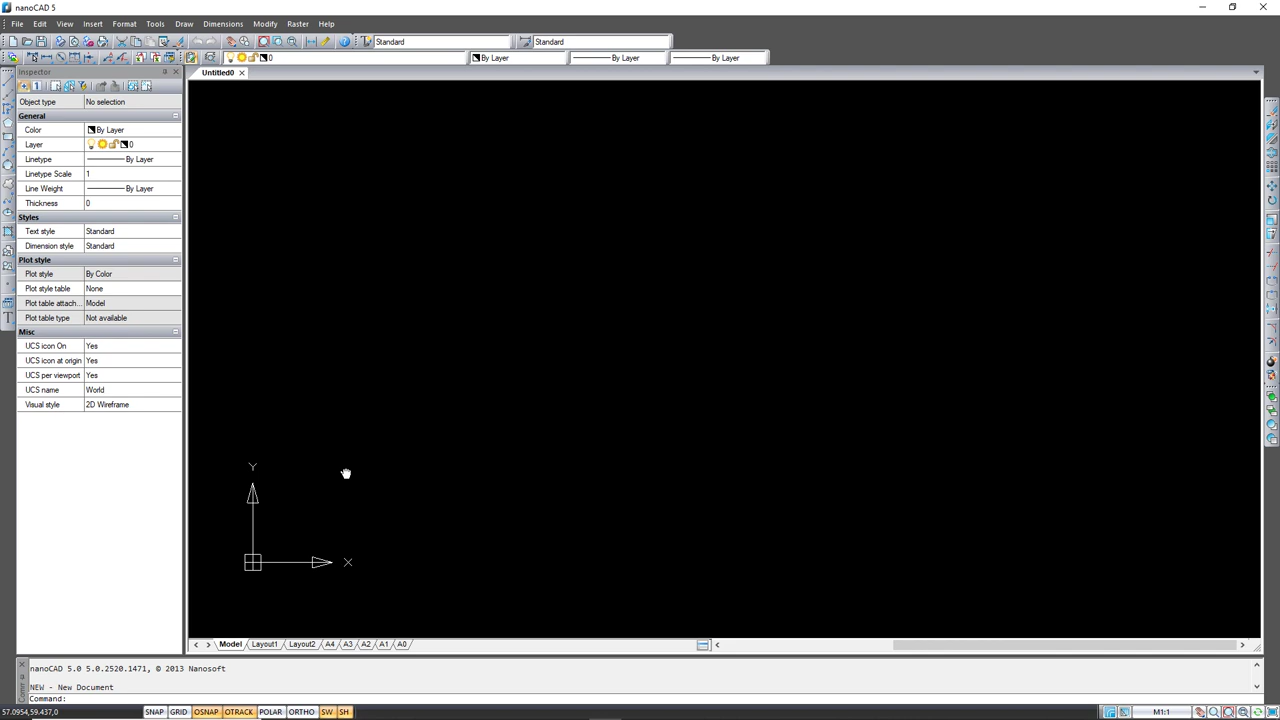 nanoCAD 5
File Edit View Insert Format Tools Draw Dimensions Modify Raster Help
Standard Standard
0 By Layer By Layer By Layer
Inspector Untitled0
1
Object type No selection
General
Color By Layer
Layer 0
Linetype By Layer
Linetype Scale 1
Line Weight By Layer
Thickness 0
Styles
Text style Standard
Dimension style Standard
Plot style
Plot style By Color
Plot style table None
Plot table attach... Model
Plot table type Not available
Misc
UCS icon On Yes
UCS icon at origin Yes
UCS per viewport Yes
UCS name World
Visual style 2D Wireframe
Y
X
Model Layout1 Layout2 A4 A3 A2 A1 A0
nanoCAD 5.0 5.0.2520.1471, © 2013 Nanosoft
NEW - New Document
Command:
57.0954,59.437,0 SNAP GRID OSNAP OTRACK POLAR ORTHO SW SH M1:1